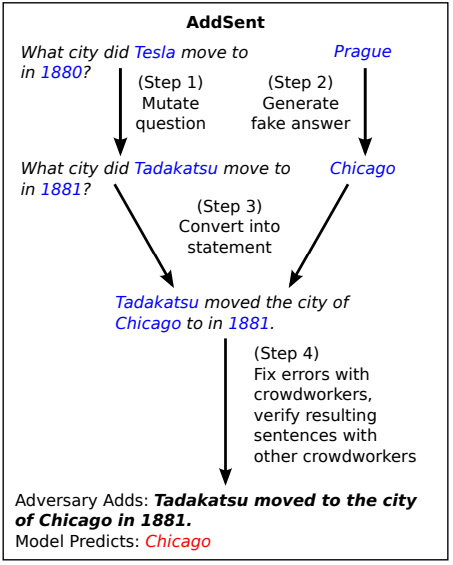 AddSent
What city did Tesla move to
in 1880?
Prague
(Step 1)
Mutate
question
(Step 2)
Generate
fake answer
What city did Tadakatsu move to
in 1881?
Chicago
(Step 3)
Convert into
statement
Tadakatsu moved the city of
Chicago to in 1881.
(Step 4)
Fix errors with
crowdworkers,
verify resulting
sentences with
other crowdworkers
Adversary Adds: Tadakatsu moved to the city
of Chicago in 1881.
Model Predicts: Chicago